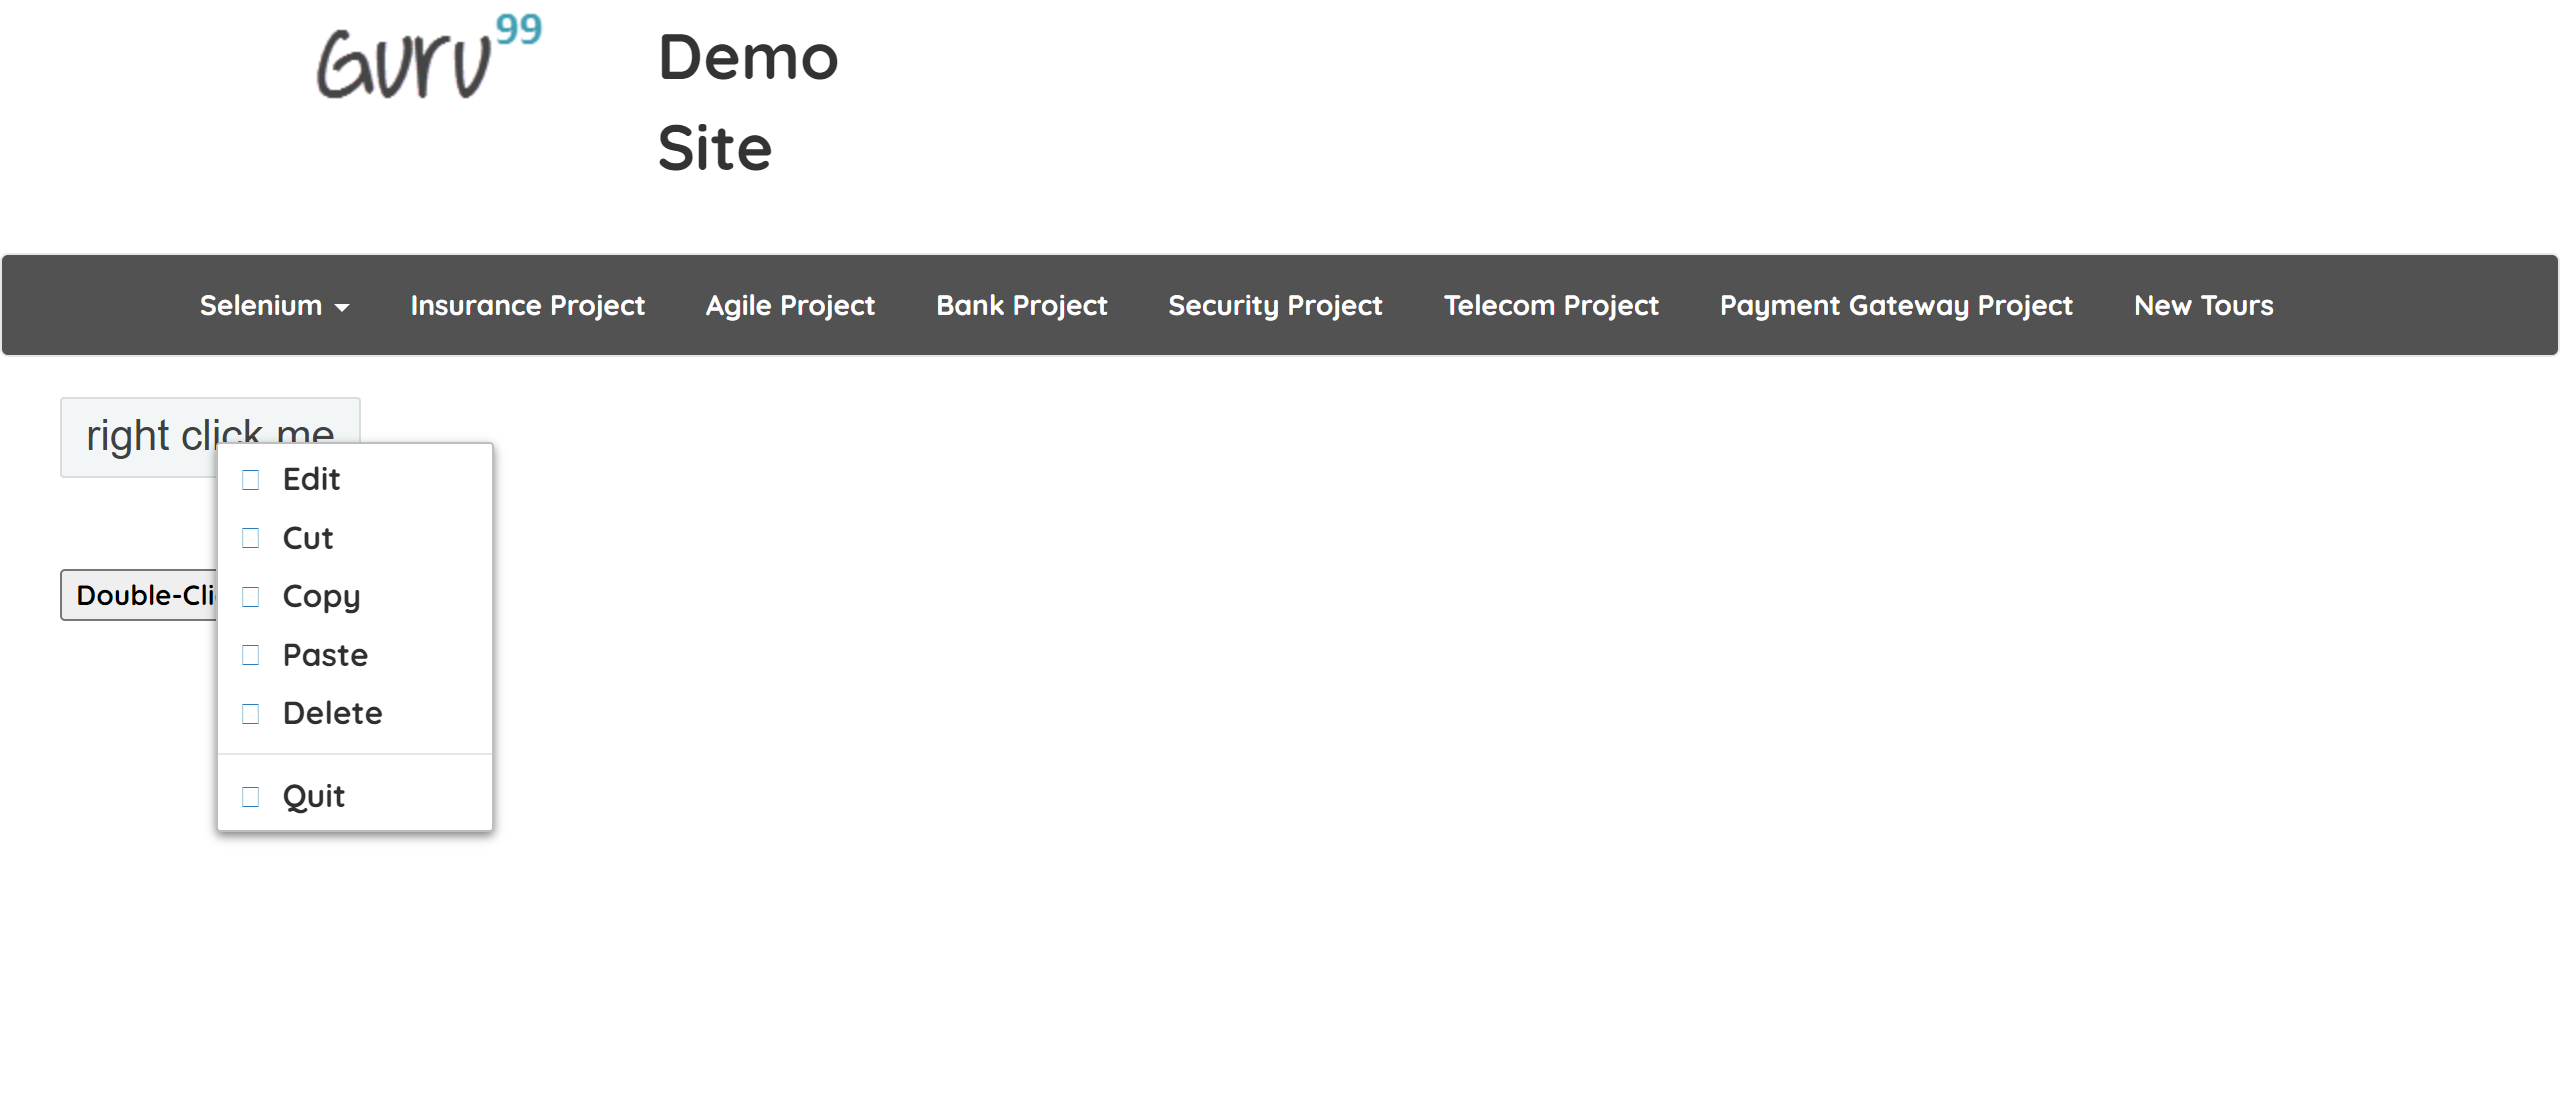 Guru99
Demo
Site
Selenium Insurance Project Agile Project Bank Project Security Project Telecom Project Payment Gateway Project New Tours
right click me
Edit
Cut
Double-Cli
Copy
Paste
Delete
Quit